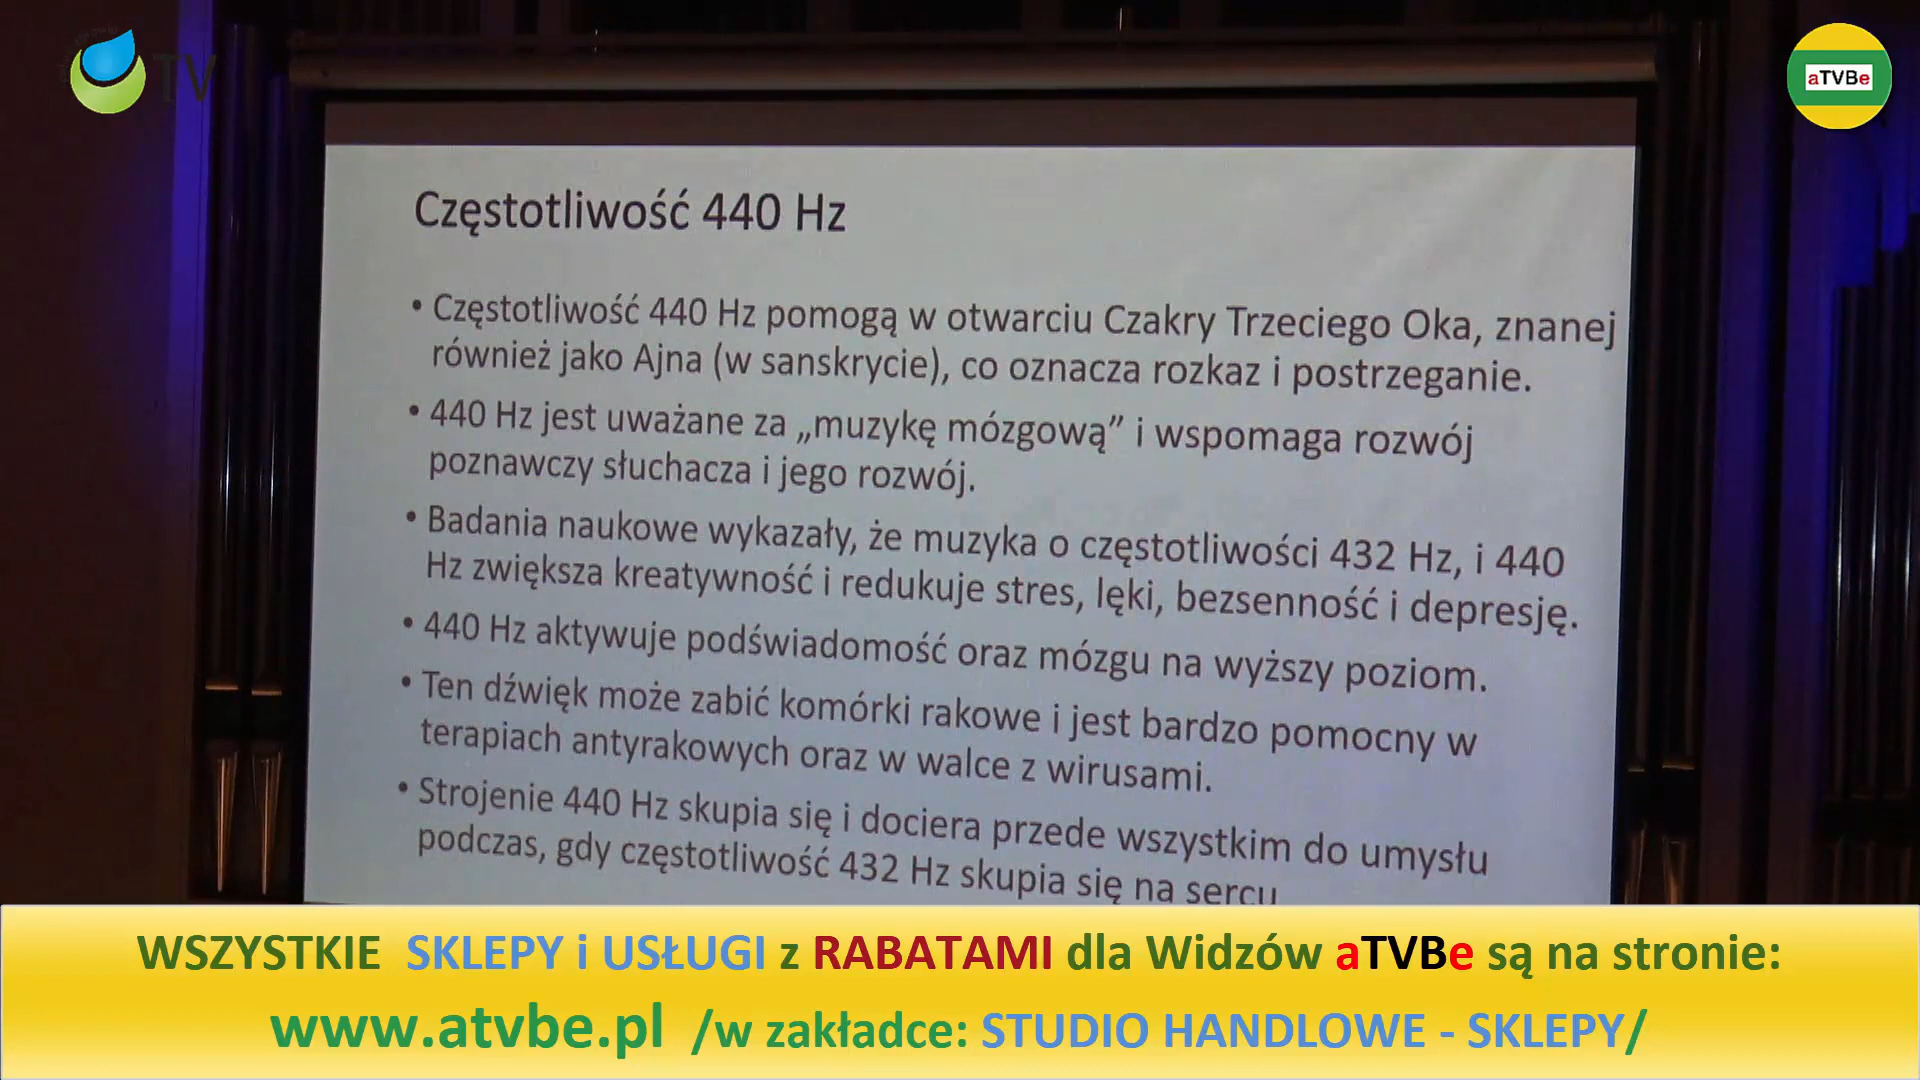 TV
aTVBe
Częstotliwość 440 Hz
• Częstotliwość 440 Hz pomogą w otwarciu Czakry Trzeciego Oka, znanej
również jako Ajna (w sanskrycie), co oznacza rozkaz i postrzeganie.
• 440 Hz jest uważane za „muzykę mózgową” i wspomaga rozwój
poznawczy słuchacza i jego rozwój.
• Badania naukowe wykazały, że muzyka o częstotliwości 432 Hz, i 440
Hz zwiększa kreatywność i redukuje stres, lęki, bezsenność i depresję.
• 440 Hz aktywuje podświadomość oraz mózgu na wyższy poziom.
• Ten dźwięk może zabić komórki rakowe i jest bardzo pomocny w
terapiach antyrakowych oraz w walce z wirusami.
• Strojenie 440 Hz skupia się i dociera przede wszystkim do umysłu
podczas, gdy częstotliwość 432 Hz skupia się na sercu
WSZYSTKIE SKLEPY i USŁUGI z RABATAMI dla Widzów aTVBe są na stronie:
www.atvbe.pl /w zakładce: STUDIO HANDLOWE - SKLEPY/